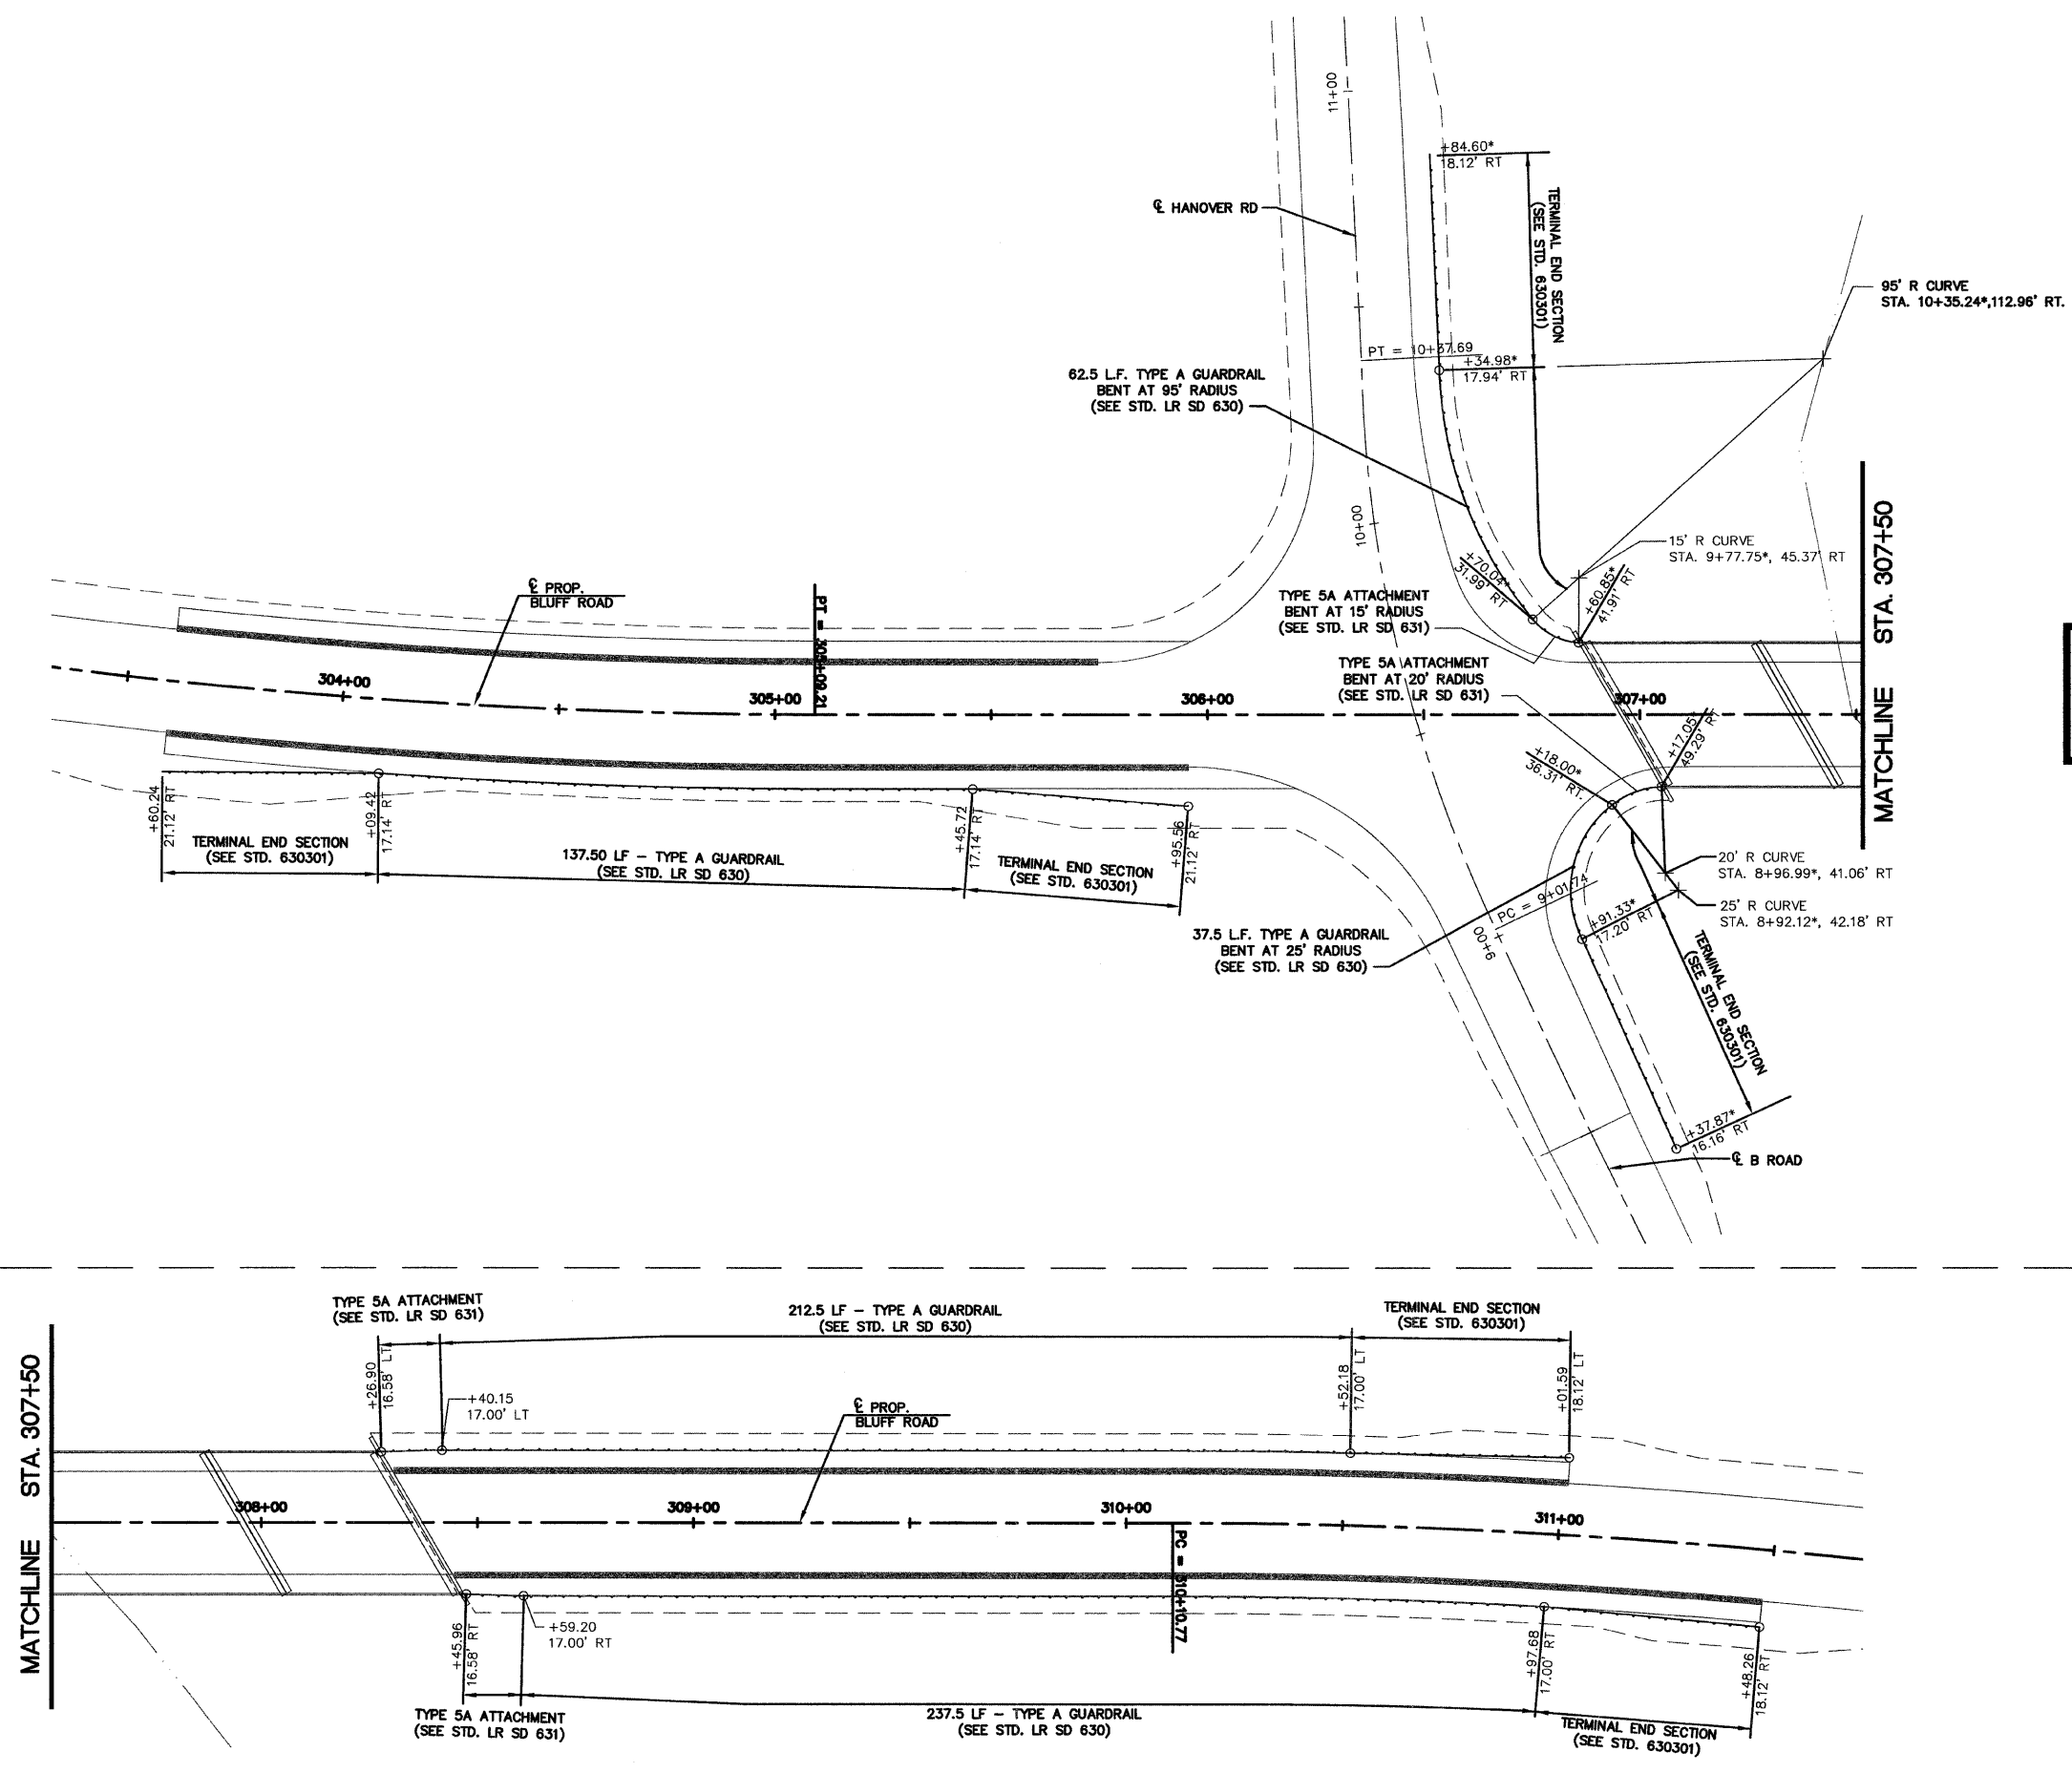 11+00
+84.60*
18.12' RT
℄ HANOVER RD
TERMINAL END SECTION
(SEE STD. 630301)
95' R CURVE
STA. 10+35.24*,112.96' RT.
PT = 10+37.69
+34.98*
17.94' RT
62.5 L.F. TYPE A GUARDRAIL
BENT AT 95' RADIUS
(SEE STD. LR SD 630)
10+00
15' R CURVE
STA. 9+77.75*, 45.37' RT
+70.04*
31.99' RT
+60.85*
41.91' RT
MATCHLINE STA. 307+50
℄ PROP.
BLUFF ROAD
PT = 305+09.21
TYPE 5A ATTACHMENT
BENT AT 15' RADIUS
(SEE STD. LR SD 631)
TYPE 5A ATTACHMENT
BENT AT 20' RADIUS
(SEE STD. LR SD 631)
304+00
305+00
306+00
307+00
+17.05*
49.29' RT
+18.00*
36.31' RT.
+60.24
21.12' RT
+09.42
17.14' RT
+45.72
17.14' RT
+95.56
21.12' RT
TERMINAL END SECTION
(SEE STD. 630301)
137.50 LF – TYPE A GUARDRAIL
(SEE STD. LR SD 630)
TERMINAL END SECTION
(SEE STD. 630301)
20' R CURVE
STA. 8+96.99*, 41.06' RT
25' R CURVE
STA. 8+92.12*, 42.18' RT
PC = 9+01.74
9+00
+91.33*
17.20' RT
37.5 L.F. TYPE A GUARDRAIL
BENT AT 25' RADIUS
(SEE STD. LR SD 630)
TERMINAL END SECTION
(SEE STD. 630301)
+37.87*
16.16' RT
℄ B ROAD
MATCHLINE STA. 307+50
TYPE 5A ATTACHMENT
(SEE STD. LR SD 631)
212.5 LF – TYPE A GUARDRAIL
(SEE STD. LR SD 630)
TERMINAL END SECTION
(SEE STD. 630301)
+26.90
16.58' LT
+40.15
17.00' LT
℄ PROP.
BLUFF ROAD
+52.18
17.00' LT
+01.59
18.12' LT
308+00
309+00
310+00
311+00
PC = 310+10.77
+45.96
16.58' RT
+59.20
17.00' RT
+97.68
17.00' RT
+48.26
18.12' RT
TYPE 5A ATTACHMENT
(SEE STD. LR SD 631)
237.5 LF – TYPE A GUARDRAIL
(SEE STD. LR SD 630)
TERMINAL END SECTION
(SEE STD. 630301)